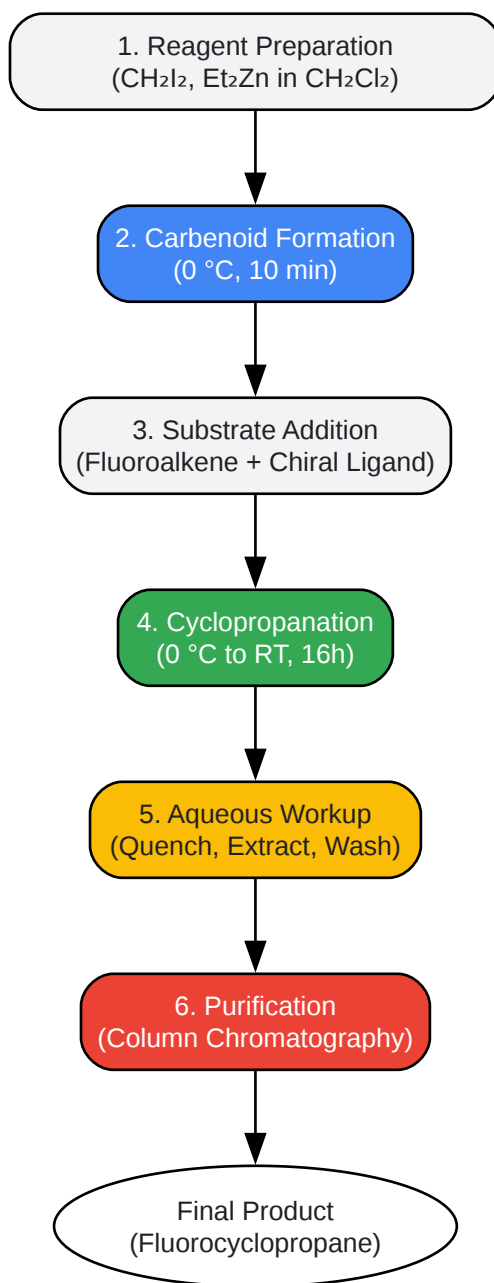 1. Reagent Preparation
(CH₂I₂, Et₂Zn in CH₂Cl₂)
2. Carbenoid Formation
(0 °C, 10 min)
3. Substrate Addition
(Fluoroalkene + Chiral Ligand)
4. Cyclopropanation
(0 °C to RT, 16h)
5. Aqueous Workup
(Quench, Extract, Wash)
6. Purification
(Column Chromatography)
Final Product
(Fluorocyclopropane)